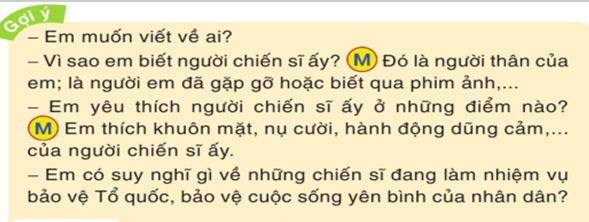 Gợi ý
– Em muốn viết về ai?
– Vì sao em biết người chiến sĩ ấy? M Đó là người thân của
em; là người em đã gặp gỡ hoặc biết qua phim ảnh,...
– Em yêu thích người chiến sĩ ấy ở những điểm nào?
M Em thích khuôn mặt, nụ cười, hành động dũng cảm,...
của người chiến sĩ ấy.
– Em có suy nghĩ gì về những chiến sĩ đang làm nhiệm vụ
bảo vệ Tổ quốc, bảo vệ cuộc sống yên bình của nhân dân?